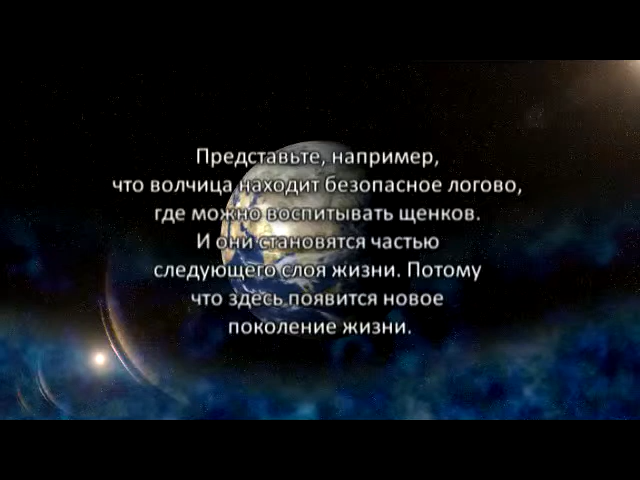 Представьте, например,
что волчица находит безопасное логово,
где можно воспитывать щенков.
И они становятся частью
следующего слоя жизни. Потому
что здесь появится новое
поколение жизни.